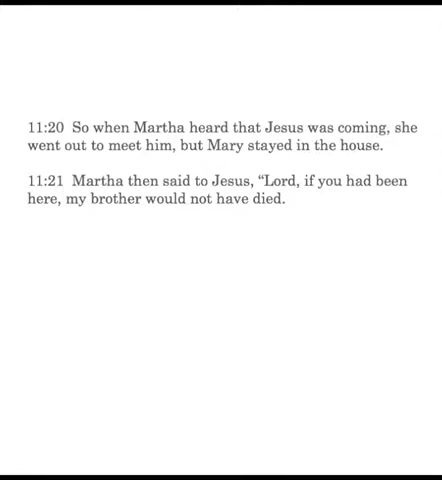 11:20 So when Martha heard that Jesus was coming, she
went out to meet him, but Mary stayed in the house.
11:21 Martha then said to Jesus, “Lord, if you had been
here, my brother would not have died.